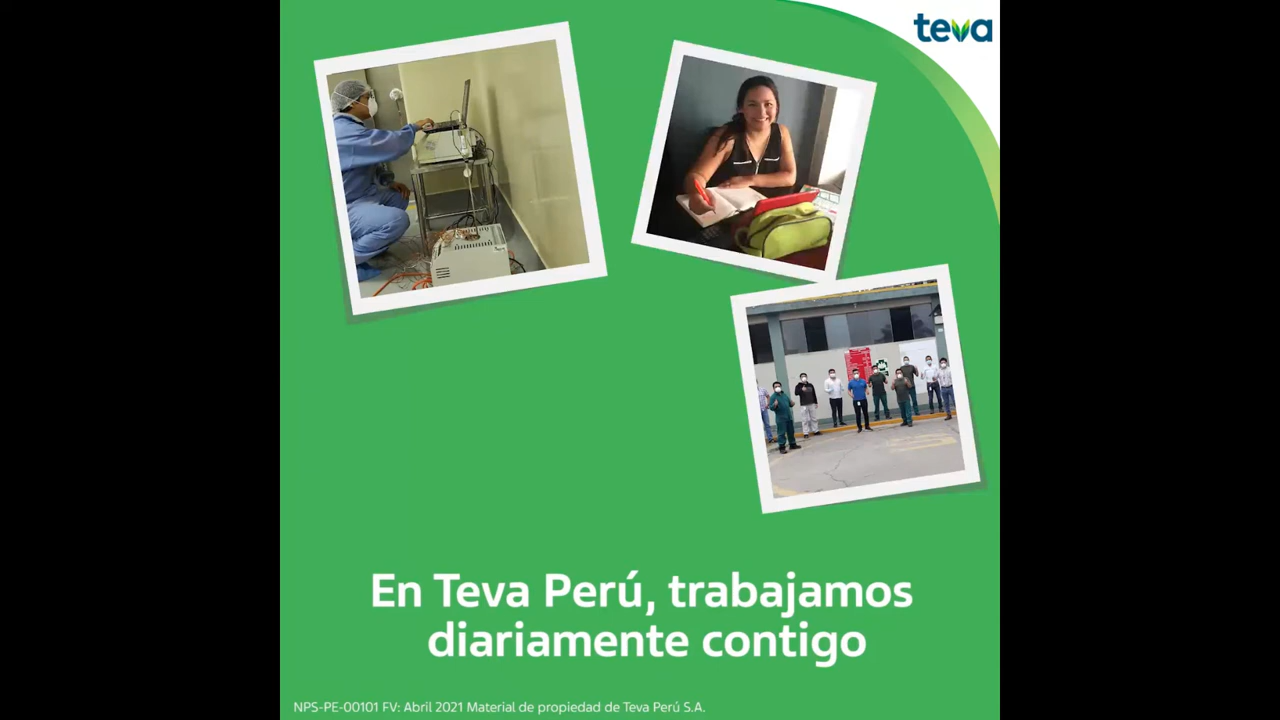 teva
En Teva Perú, trabajamos
diariamente contigo
NPS-PE-00101 FV: Abril 2021 Material de propiedad de Teva Perú S.A.